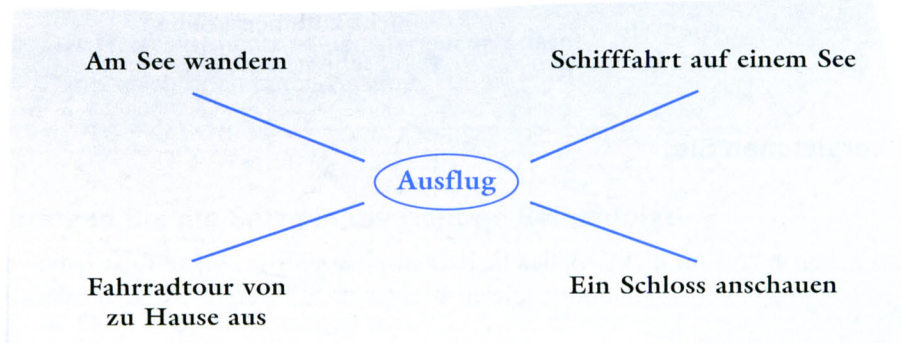 Am See wandern
Schifffahrt auf einem See
Ausflug
Fahrradtour von
zu Hause aus
Ein Schloss anschauen